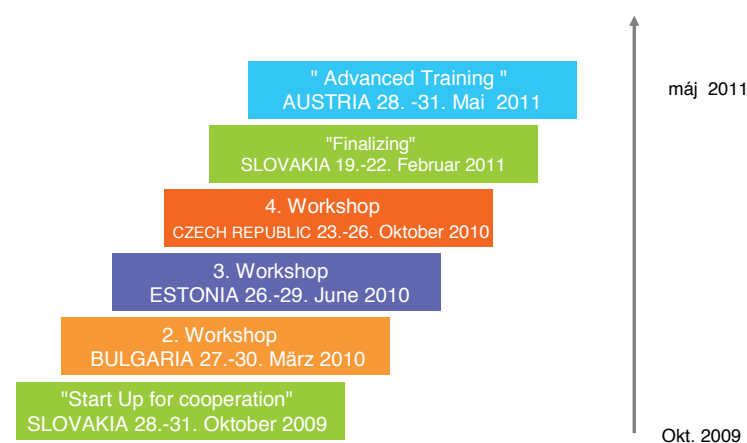 " Advanced Training "
AUSTRIA 28. -31. Mai 2011
máj 2011
"Finalizing"
SLOVAKIA 19.-22. Februar 2011
4. Workshop
CZECH REPUBLIC 23.-26. Oktober 2010
3. Workshop
ESTONIA 26.-29. June 2010
2. Workshop
BULGARIA 27.-30. März 2010
"Start Up for cooperation"
SLOVAKIA 28.-31. Oktober 2009
Okt. 2009